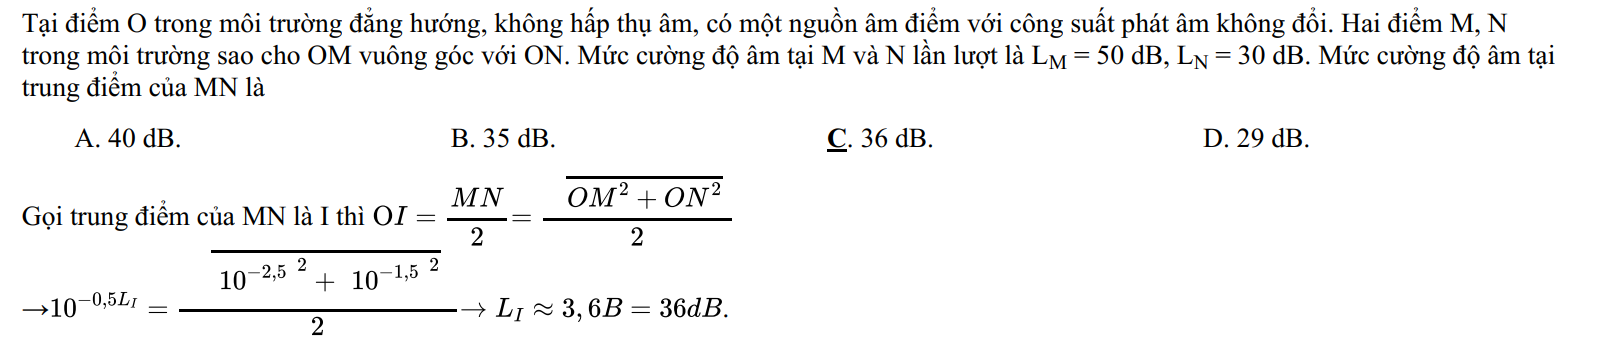 Tại điểm O trong môi trường đẳng hướng, không hấp thụ âm, có một nguồn âm điểm với công suất phát âm không đổi. Hai điểm M, N
trong môi trường sao cho OM vuông góc với ON. Mức cường độ âm tại M và N lần lượt là L_M = 50 dB, L_N = 30 dB. Mức cường độ âm tại
trung điểm của MN là
A. 40 dB. B. 35 dB. C. 36 dB. D. 29 dB.
Gọi trung điểm của MN là I thì OI = \frac{MN}{2} = \frac{\overline{OM^2 + ON^2}}{2}
→10^{-0,5L_I} = \frac{\overline{10^{-2,5\ 2} + 10^{-1,5\ 2}}}{2} → L_I ≈ 3,6B = 36dB.